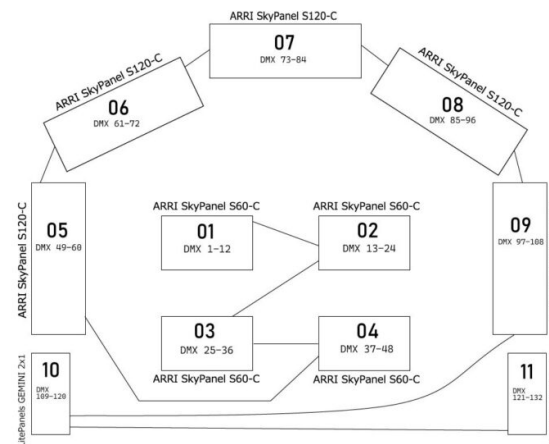 ARRI SkyPanel S120-C
07
DMX 73-84
ARRI SkyPanel S120-C
06
DMX 61-72
ARRI SkyPanel S120-C
08
DMX 85-96
ARRI SkyPanel S120-C
05
DMX 49-60
ARRI SkyPanel S60-C
01
DMX 1-12
ARRI SkyPanel S60-C
02
DMX 13-24
09
DMX 97-108
03
DMX 25-36
ARRI SkyPanel S60-C
04
DMX 37-48
ARRI SkyPanel S60-C
itePanels GEMINI 2x1
10
DMX
109-120
11
DMX
121-132